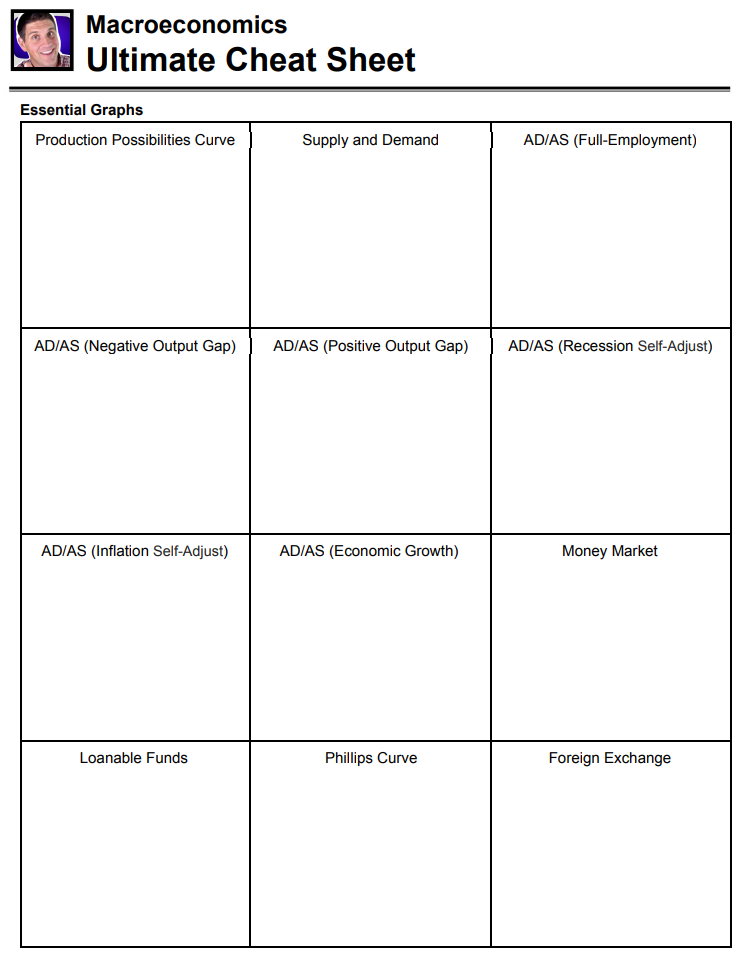 Macroeconomics
Ultimate Cheat Sheet
Essential Graphs
Production Possibilities Curve
Supply and Demand
AD/AS (Full-Employment)
AD/AS (Negative Output Gap)
AD/AS (Positive Output Gap)
AD/AS (Recession Self-Adjust)
AD/AS (Inflation Self-Adjust)
AD/AS (Economic Growth)
Money Market
Loanable Funds
Phillips Curve
Foreign Exchange